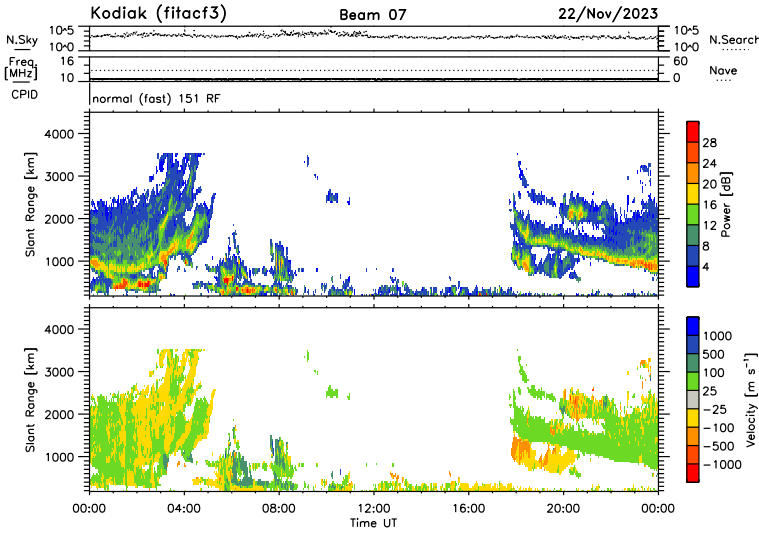 Kodiak (fitacf3) Beam 07 22/Nov/2023
N.Sky 10^5 10^0 10^5 10^0 N.Search
Freq. [MHz] 16 10 60 0 Nave
CPID normal (fast) 151 RF
Slant Range [km] 4000 3000 2000 1000
28 24 20 16 12 8 4 Power [dB]
Slant Range [km] 4000 3000 2000 1000
1000 500 100 25 -25 -100 -500 -1000 Velocity [m s^-1]
00:00 04:00 08:00 12:00 16:00 20:00 00:00
Time UT